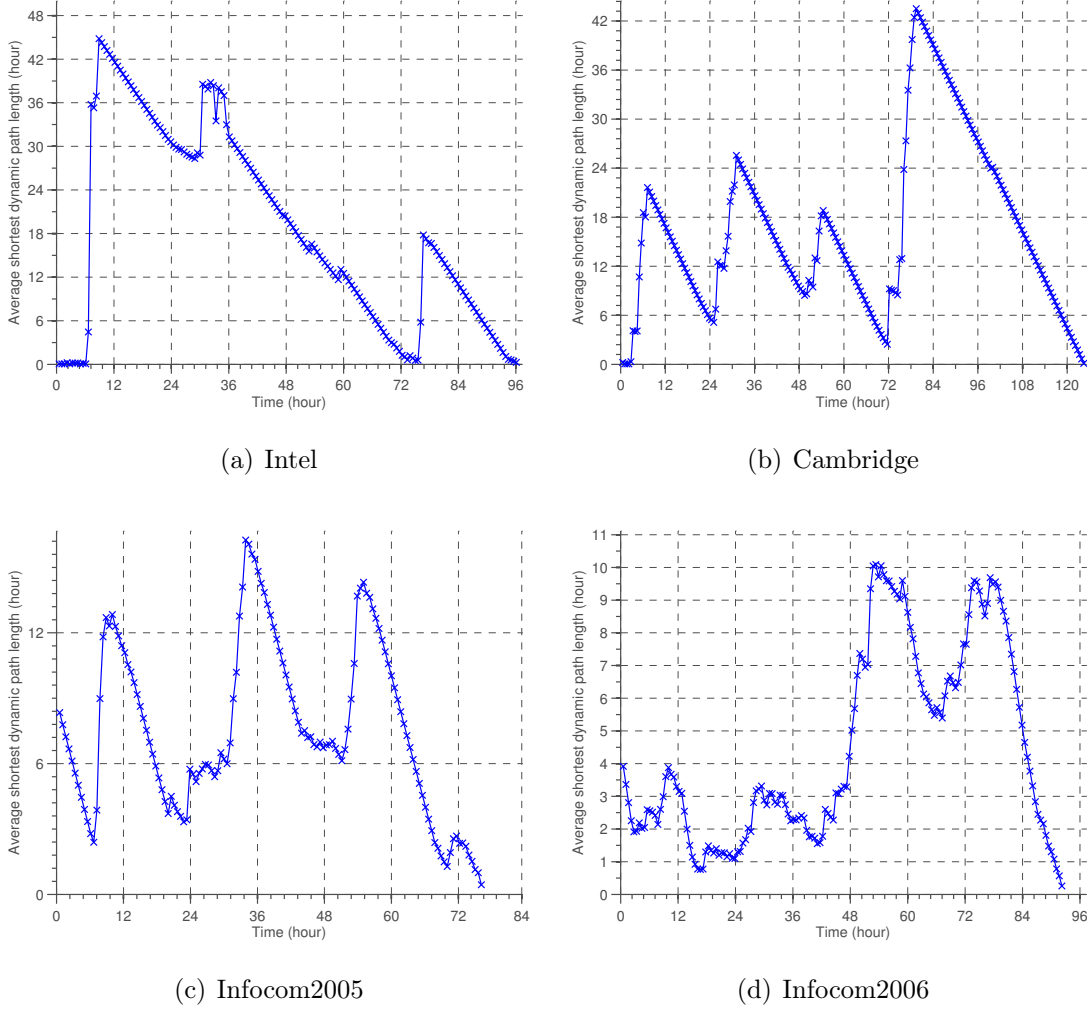 Average shortest dynamic path length (hour)
48
42
36
30
24
18
12
6
0
0 12 24 36 48 60 72 84 96
Time (hour)
(a) Intel
Average shortest dynamic path length (hour)
42
36
30
24
18
12
6
0
0 12 24 36 48 60 72 84 96 108 120
Time (hour)
(b) Cambridge
Average shortest dynamic path length (hour)
12
6
0
0 12 24 36 48 60 72 84
Time (hour)
(c) Infocom2005
Average shortest dynamic path length (hour)
11
10
9
8
7
6
5
4
3
2
1
0
0 12 24 36 48 60 72 84 96
Time (hour)
(d) Infocom2006